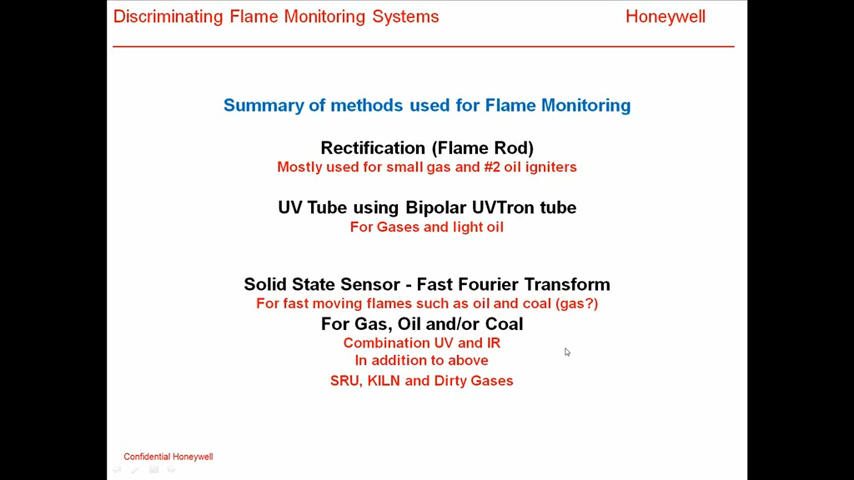 Discriminating Flame Monitoring Systems
Honeywell
Summary of methods used for Flame Monitoring
Rectification (Flame Rod)
Mostly used for small gas and #2 oil igniters
UV Tube using Bipolar UVTron tube
For Gases and light oil
Solid State Sensor - Fast Fourier Transform
For fast moving flames such as oil and coal (gas?)
For Gas, Oil and/or Coal
Combination UV and IR
In addition to above
SRU, KILN and Dirty Gases
Confidential Honeywell